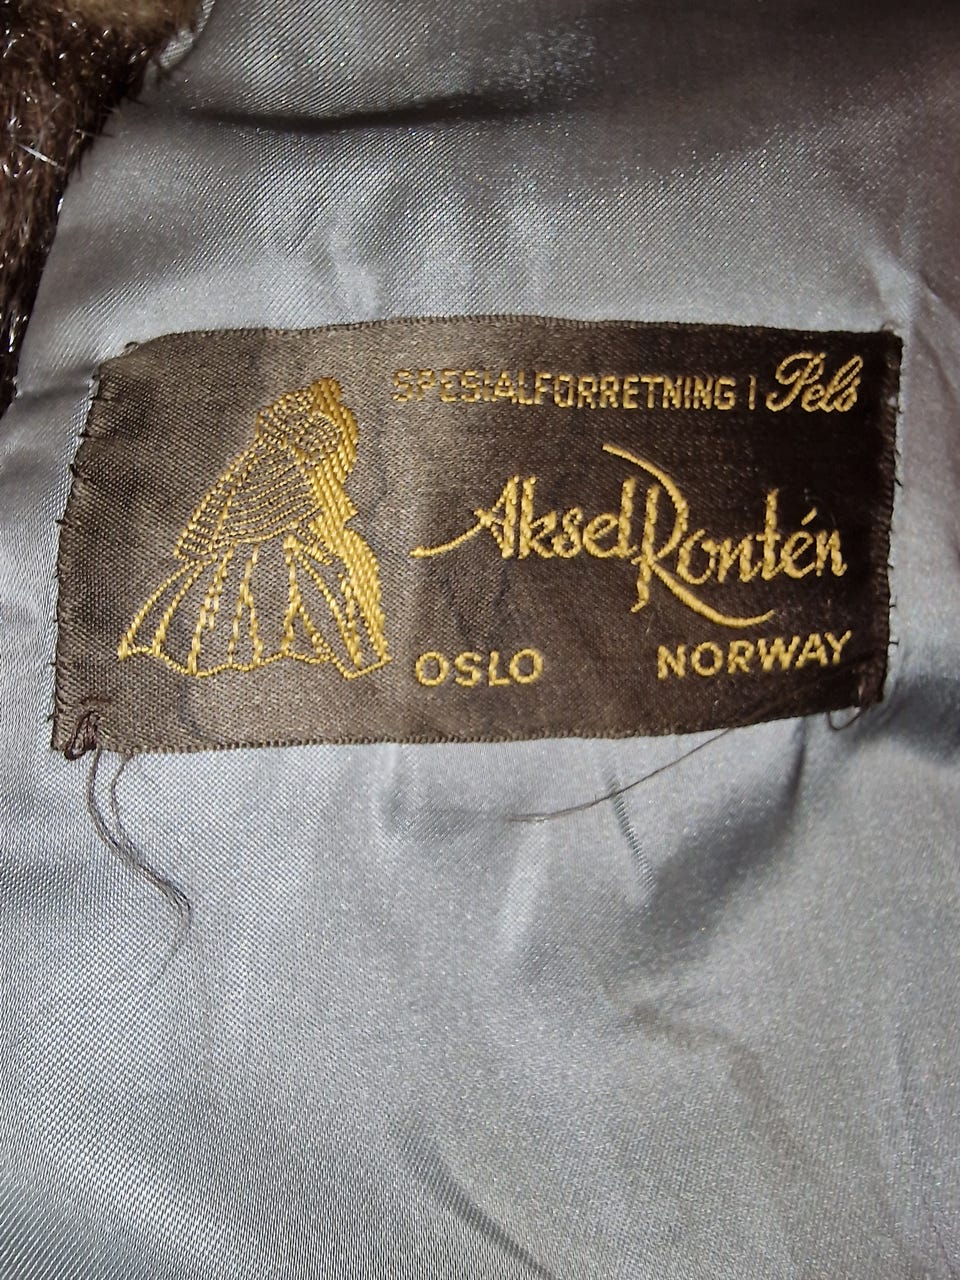 SPESIALFORRETNING I Pels
Aksel Rontén
OSLO NORWAY